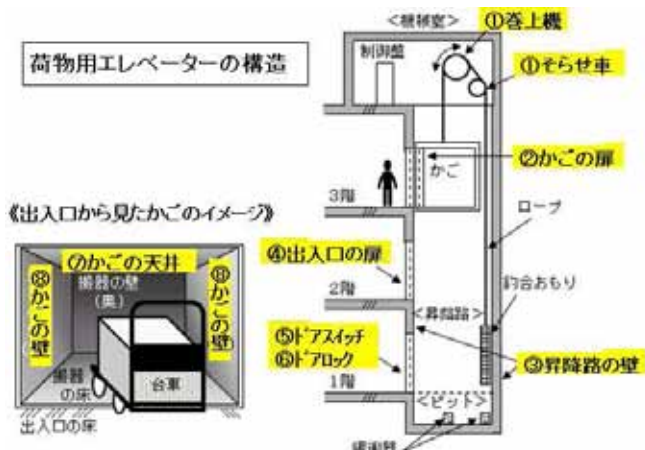 荷物用エレベーターの構造
<機械室>
①巻上機
制御盤
①そらせ車
②かごの扉
かご
3階
ロープ
《出入口から見たかごのイメージ》
④出入口の扉
2階
釣合おもり
<昇降路>
⑦かごの天井
搬器の壁
(奥)
⑧かごの壁
かごの壁
台車
搬器
の床
出入口の床
⑤ドアスイッチ
⑥ドアロック
③昇降路の壁
1階
<ピット>